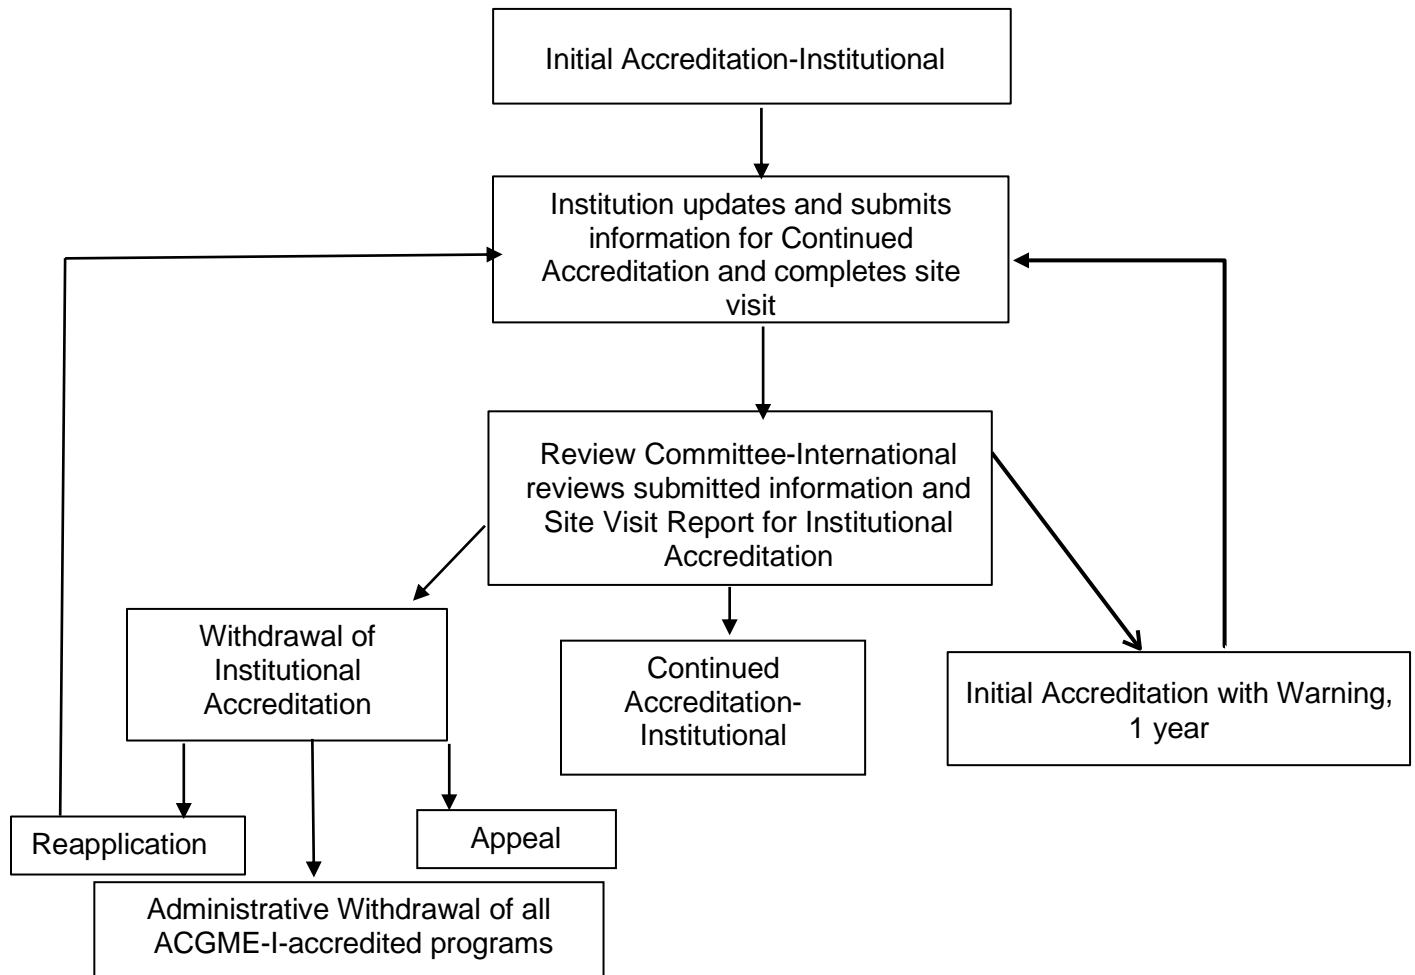 Initial Accreditation-Institutional
Institution updates and submits
information for Continued
Accreditation and completes site
visit
Review Committee-International
reviews submitted information and
Site Visit Report for Institutional
Accreditation
Withdrawal of
Institutional
Accreditation
Continued
Accreditation-
Institutional
Initial Accreditation with Warning,
1 year
Reapplication
Appeal
Administrative Withdrawal of all
ACGME-I-accredited programs